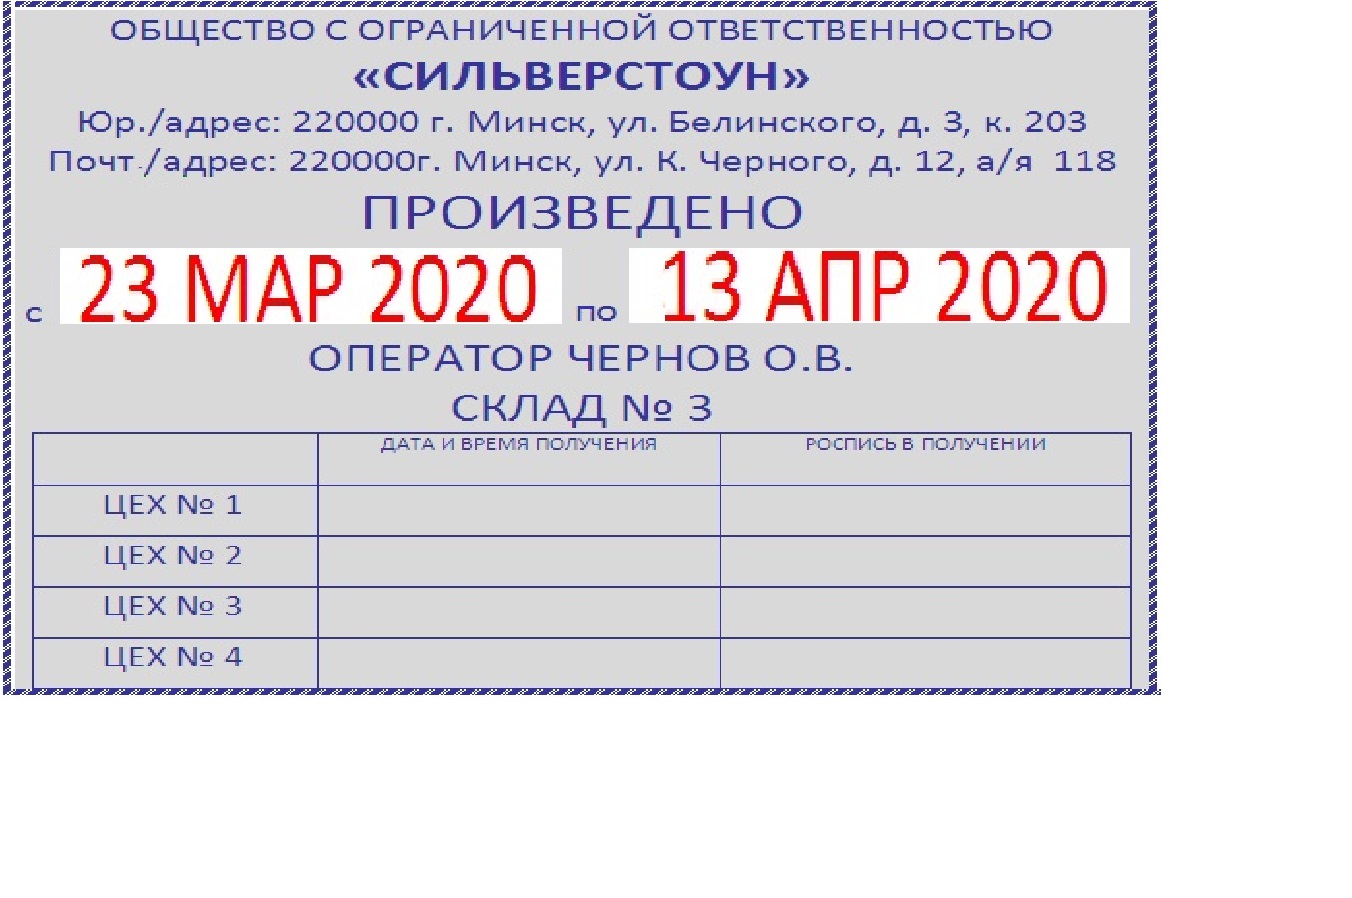 ОБЩЕСТВО С ОГРАНИЧЕННОЙ ОТВЕТСТВЕННОСТЬЮ
«СИЛЬВЕРСТОУН»
Юр./адрес: 220000 г. Минск, ул. Белинского, д. 3, к. 203
Почт./адрес: 220000г. Минск, ул. К. Черного, д. 12, а/я 118
ПРОИЗВЕДЕНО
с 23 МАР 2020 по 13 АПР 2020
ОПЕРАТОР ЧЕРНОВ О.В.
СКЛАД № 3
ДАТА И ВРЕМЯ ПОЛУЧЕНИЯ РОСПИСЬ В ПОЛУЧЕНИИ
ЦЕХ № 1
ЦЕХ № 2
ЦЕХ № 3
ЦЕХ № 4